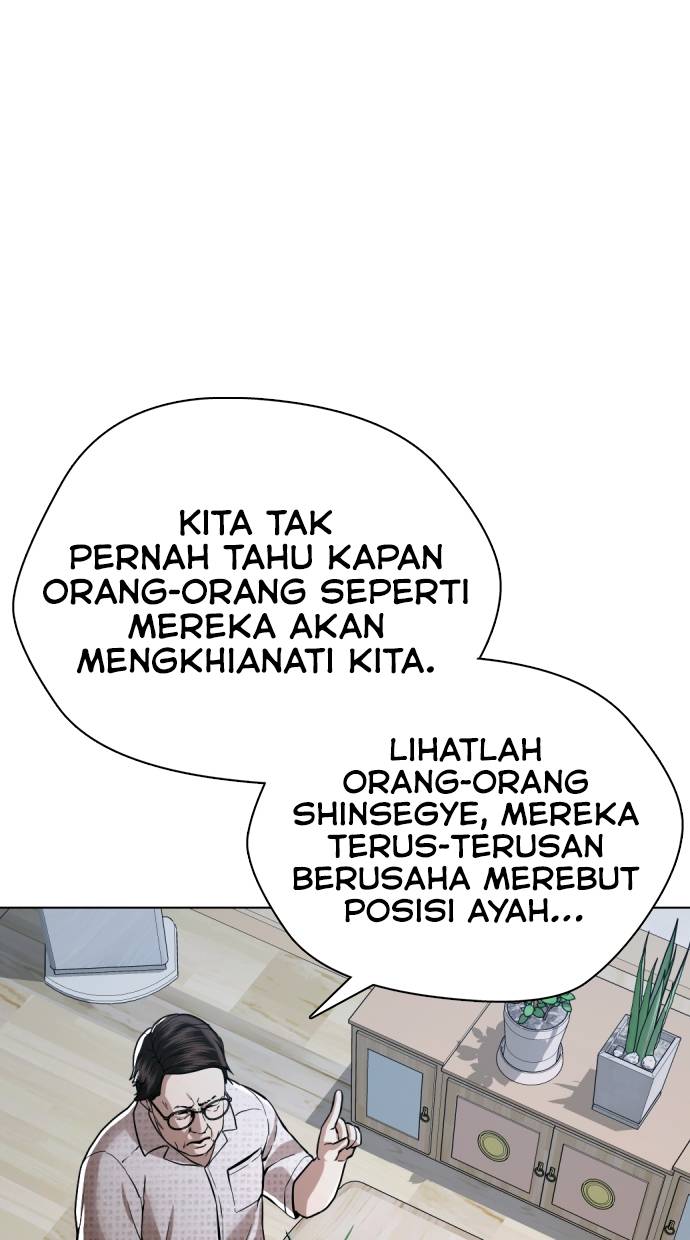 KITA TAK
PERNAH TAHU KAPAN
ORANG-ORANG SEPERTI
MEREKA AKAN
MENGKHIANATI KITA.
LIHATLAH
ORANG-ORANG
SHINSEGYE, MEREKA
TERUS-TERUSAN
BERUSAHA MEREBUT
POSISI AYAH...